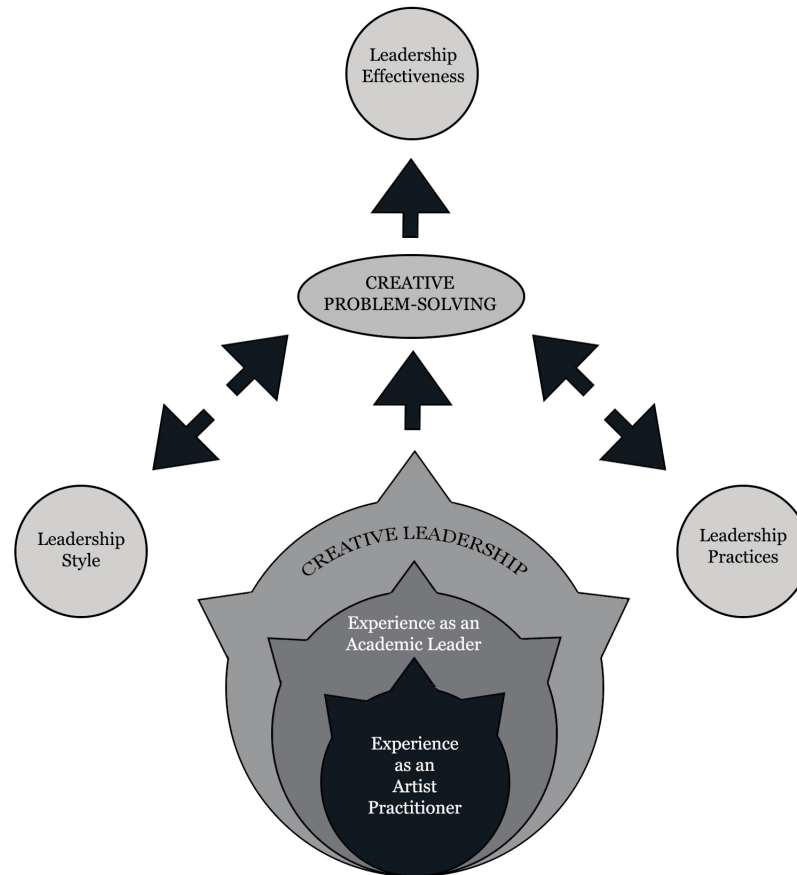 Leadership
Effectiveness
CREATIVE
PROBLEM-SOLVING
Leadership
Style
Leadership
Practices
CREATIVE LEADERSHIP
Experience as an
Academic Leader
Experience
as an
Artist
Practitioner